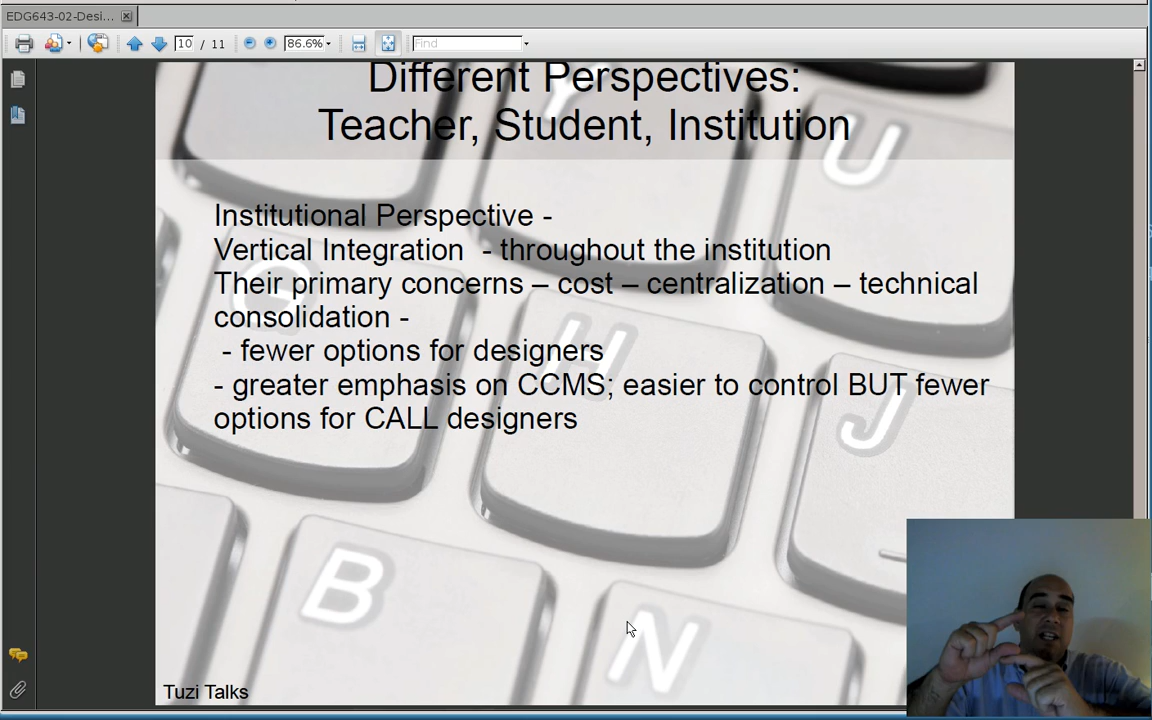 EDG643-02-Desi...
10 / 11
86.6%
Find
Different Perspectives:
Teacher, Student, Institution
Institutional Perspective -
Vertical Integration - throughout the institution
Their primary concerns – cost – centralization – technical
consolidation -
- fewer options for designers
- greater emphasis on CCMS; easier to control BUT fewer
options for CALL designers
Y
U
G
H
J
B
N
Tuzi Talks